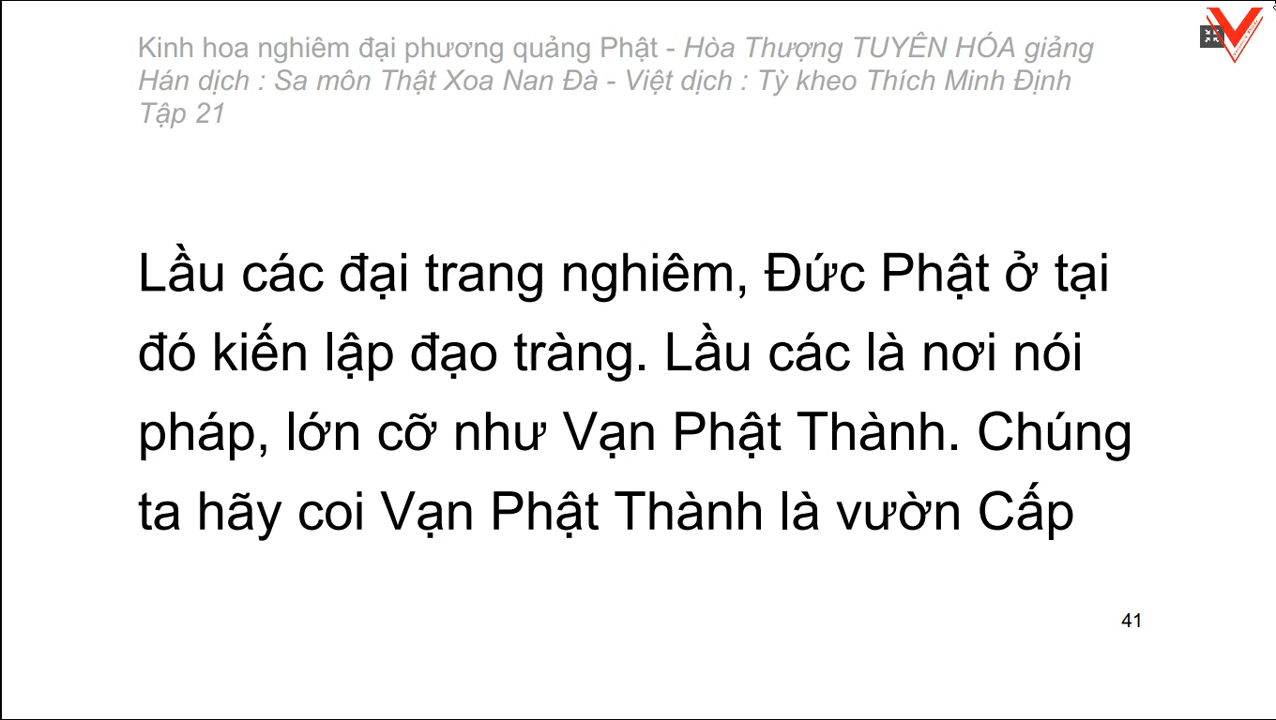 Kinh hoa nghiêm đại phương quảng Phật - Hòa Thượng TUYÊN HÓA giảng
Hán dịch : Sa môn Thật Xoa Nan Đà - Việt dịch : Tỳ kheo Thích Minh Định
Tập 21
Lầu các đại trang nghiêm, Đức Phật ở tại
đó kiến lập đạo tràng. Lầu các là nơi nói
pháp, lớn cỡ như Vạn Phật Thành. Chúng
ta hãy coi Vạn Phật Thành là vườn Cấp
41